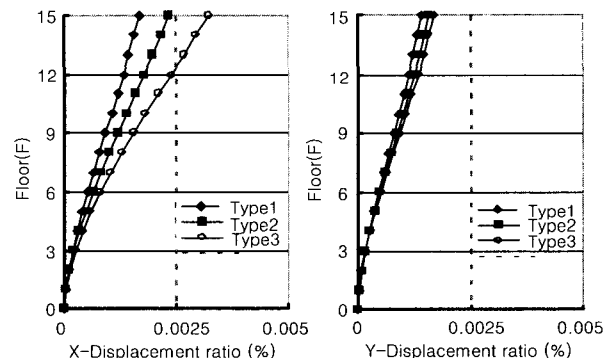 15
12
9
6
3
0
Floor(F)
Type1
Type2
Type3
0
0.0025
0.005
X-Displacement ratio (%)
15
12
9
6
3
0
Floor(F)
Type1
Type2
Type3
0
0.0025
0.005
Y-Displacement ratio (%)